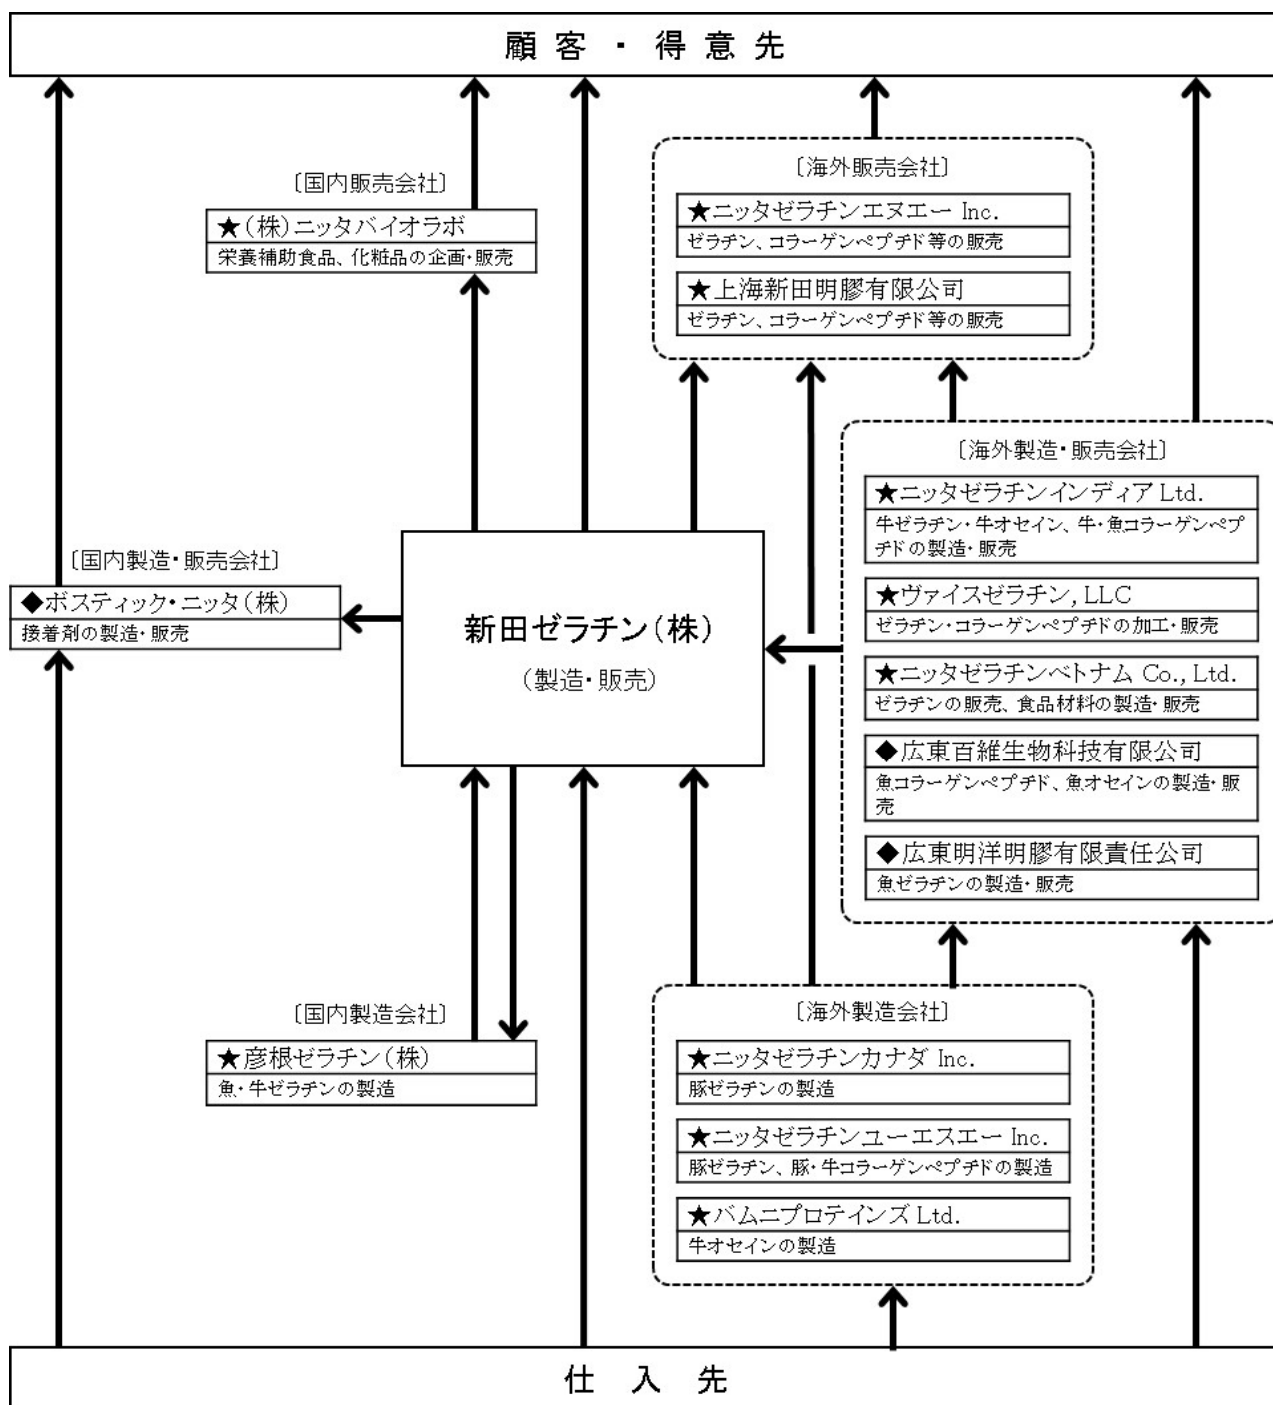 顧客・得意先
〔海外販売会社〕
★ニッタゼラチンエヌエー Inc.
ゼラチン、コラーゲンペプチド等の販売
★上海新田明膠有限公司
ゼラチン、コラーゲンペプチド等の販売
〔国内販売会社〕
★(株)ニッタバイオラボ
栄養補助食品、化粧品の企画・販売
〔海外製造・販売会社〕
★ニッタゼラチンインディア Ltd.
牛ゼラチン・牛オセイン、牛・魚コラーゲンペプ
チドの製造・販売
★ヴァイスゼラチン, LLC
ゼラチン・コラーゲンペプチドの加工・販売
★ニッタゼラチンベトナム Co., Ltd.
ゼラチンの販売、食品材料の製造・販売
◆広東百維生物科技有限公司
魚コラーゲンペプチド、魚オセインの製造・販
売
◆広東明洋明膠有限責任公司
魚ゼラチンの製造・販売
〔国内製造・販売会社〕
◆ボスティック・ニッタ(株)
接着剤の製造・販売
新田ゼラチン(株)
(製造・販売)
〔国内製造会社〕
★彦根ゼラチン(株)
魚・牛ゼラチンの製造
〔海外製造会社〕
★ニッタゼラチンカナダ Inc.
豚ゼラチンの製造
★ニッタゼラチンユーエスエー Inc.
豚ゼラチン、豚・牛コラーゲンペプチドの製造
★バムニプロテインズ Ltd.
牛オセインの製造
仕入先